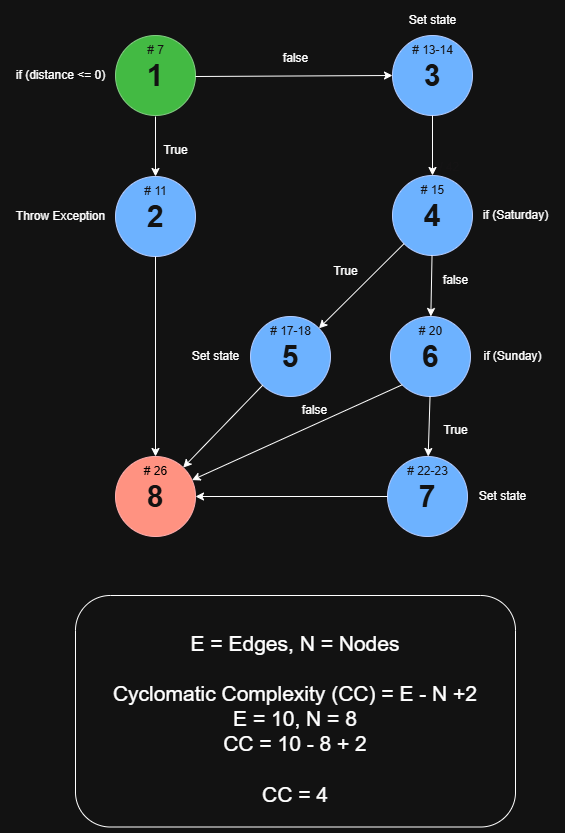 Set state
# 7
1
if (distance <= 0)
false
# 13-14
3
True
# 11
2
Throw Exception
# 15
4
if (Saturday)
True
false
# 17-18
5
Set state
# 20
6
if (Sunday)
false
True
# 26
8
# 22-23
7
Set state
E = Edges, N = Nodes
Cyclomatic Complexity (CC) = E - N +2
E = 10, N = 8
CC = 10 - 8 + 2
CC = 4